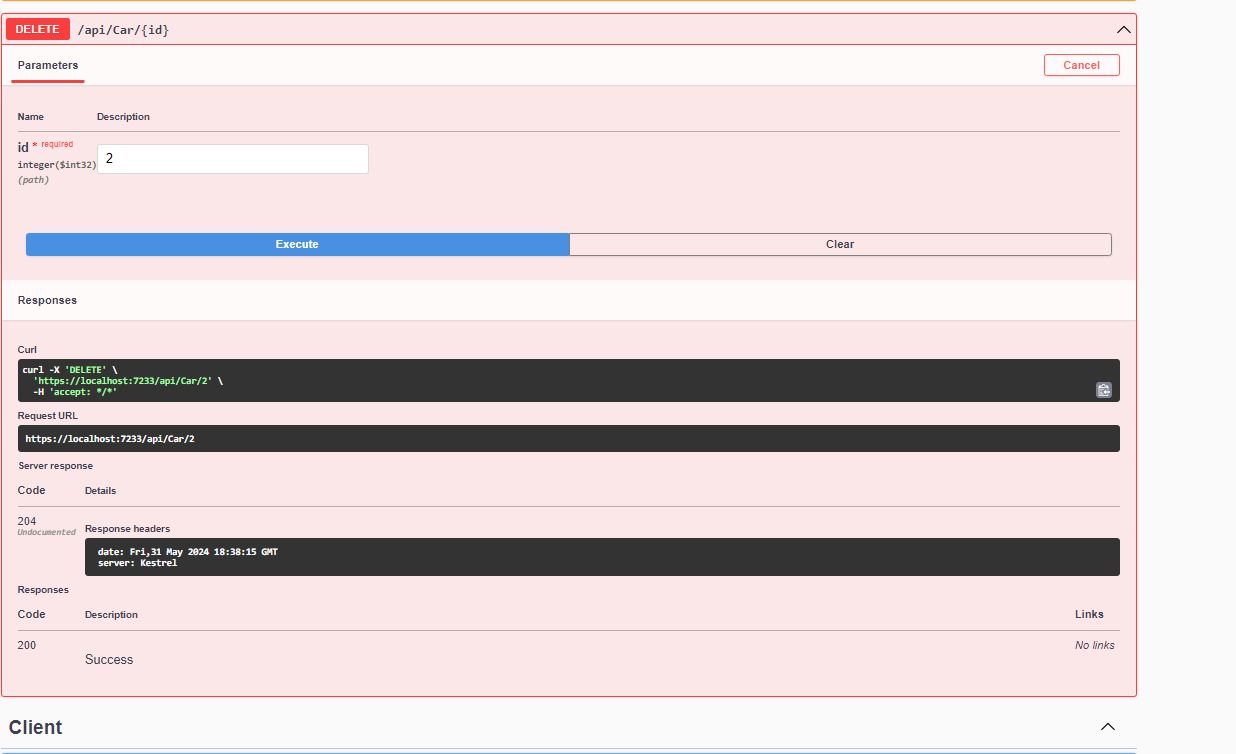 DELETE /api/Car/{id}
Parameters
Cancel
Name Description
id * required
integer($int32)
(path)
2
Execute Clear
Responses
Curl
curl -X 'DELETE' \
'https://localhost:7233/api/Car/2' \
-H 'accept: */*'
Request URL
https://localhost:7233/api/Car/2
Server response
Code Details
204
Undocumented
Response headers
date: Fri,31 May 2024 18:38:15 GMT
server: Kestrel
Responses
Code Description Links
200 No links
Success
Client